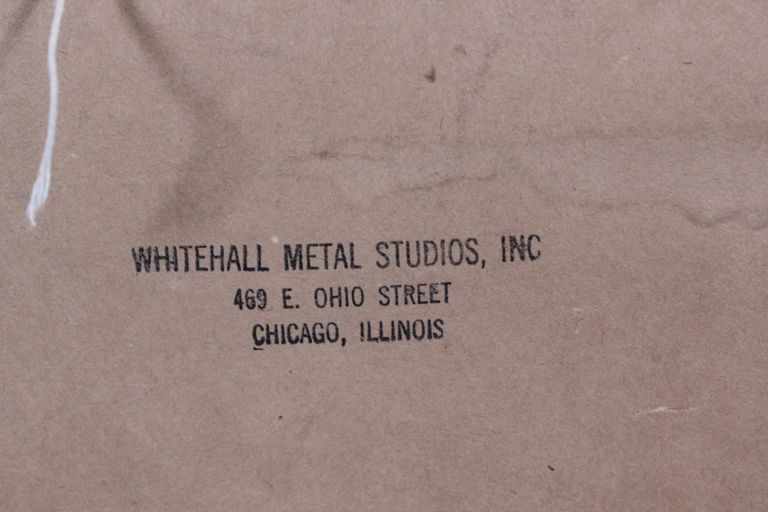 WHITEHALL METAL STUDIOS, INC
469 E. OHIO STREET
CHICAGO, ILLINOIS